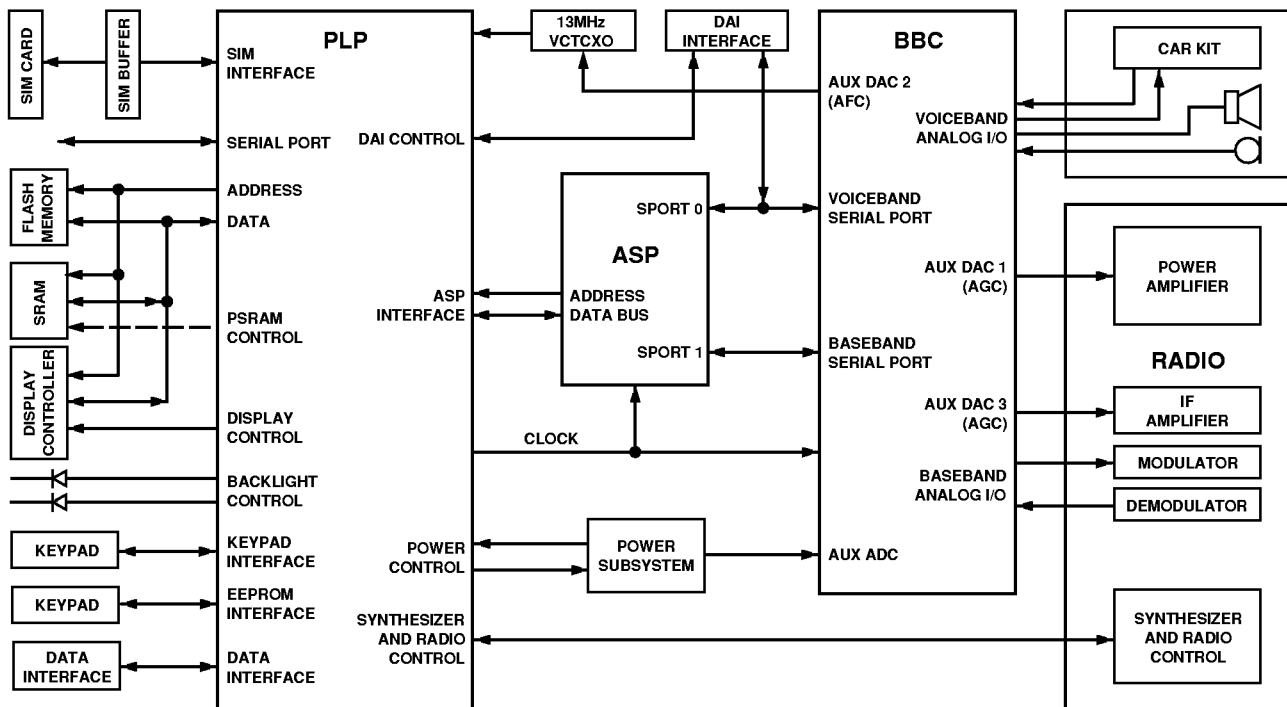 SIM CARD
SIM BUFFER
PLP
SIM
INTERFACE
SERIAL PORT
DAI CONTROL
ADDRESS
DATA
FLASH
MEMORY
SRAM
PSRAM
CONTROL
DISPLAY
CONTROLLER
DISPLAY
CONTROL
BACKLIGHT
CONTROL
KEYPAD
KEYPAD
INTERFACE
KEYPAD
EEPROM
INTERFACE
DATA
INTERFACE
DATA
INTERFACE
ASP
INTERFACE
POWER
CONTROL
SYNTHESIZER
AND RADIO
CONTROL
13MHz
VCTCXO
DAI
INTERFACE
SPORT 0
ASP
ADDRESS
DATA BUS
SPORT 1
CLOCK
POWER
SUBSYSTEM
BBC
AUX DAC 2
(AFC)
VOICEBAND
ANALOG I/O
VOICEBAND
SERIAL PORT
AUX DAC 1
(AGC)
BASEBAND
SERIAL PORT
AUX DAC 3
(AGC)
BASEBAND
ANALOG I/O
AUX ADC
CAR KIT
POWER
AMPLIFIER
RADIO
IF
AMPLIFIER
MODULATOR
DEMODULATOR
SYNTHESIZER
AND RADIO
CONTROL